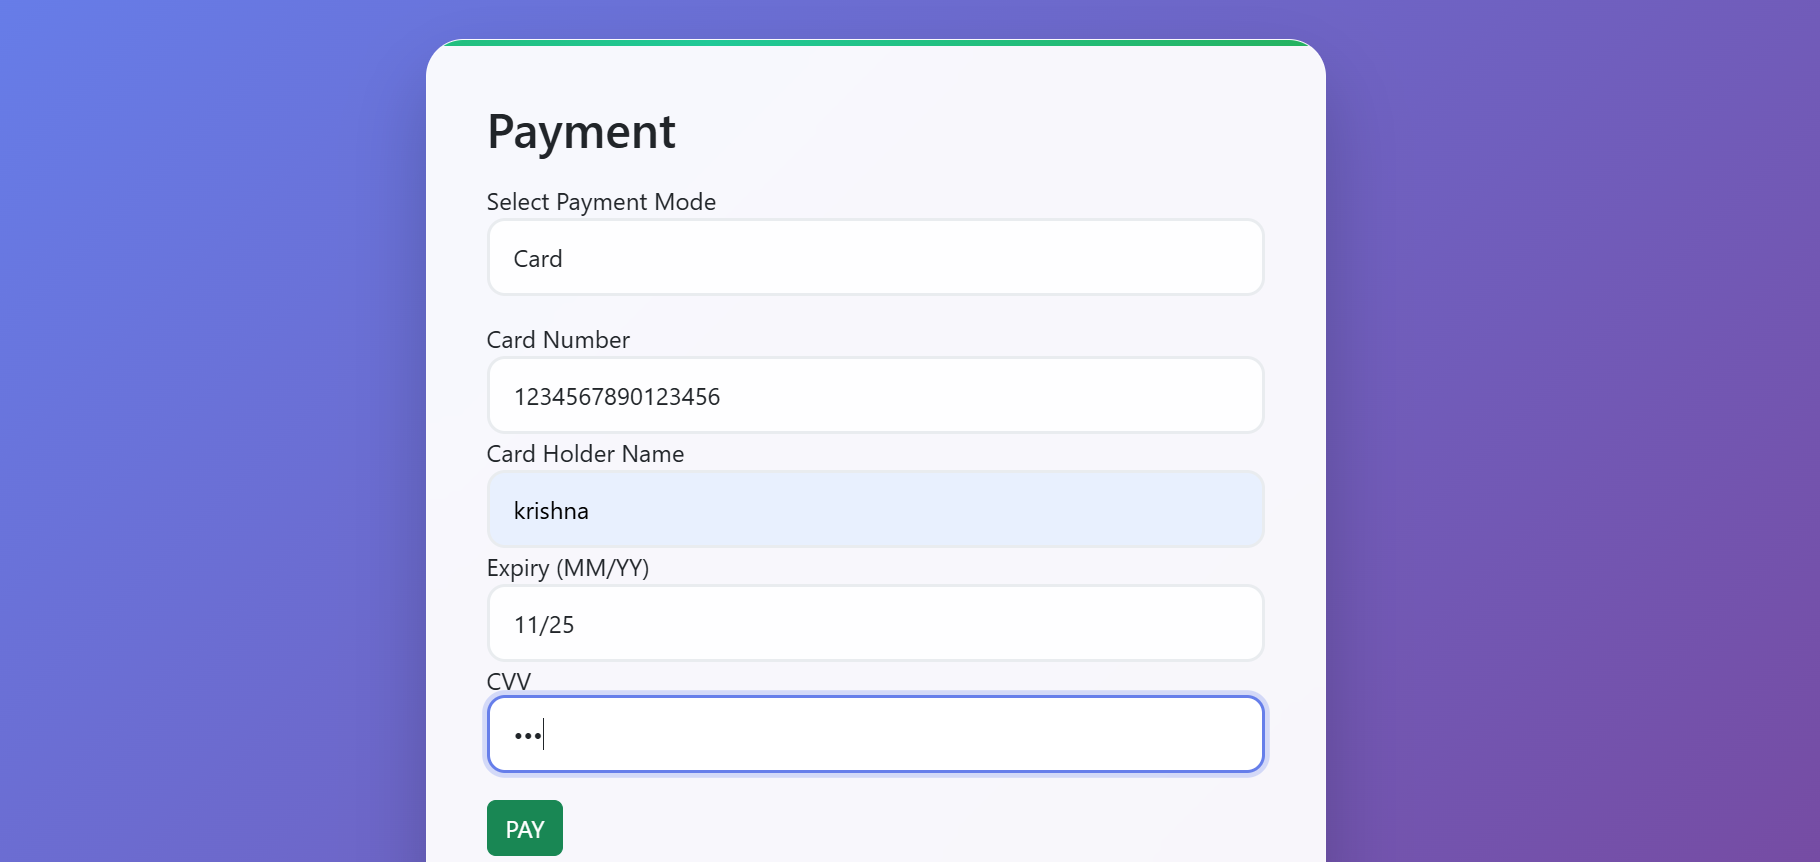 Payment
Select Payment Mode
Card
Card Number
1234567890123456
Card Holder Name
krishna
Expiry (MM/YY)
11/25
CVV
•••
PAY